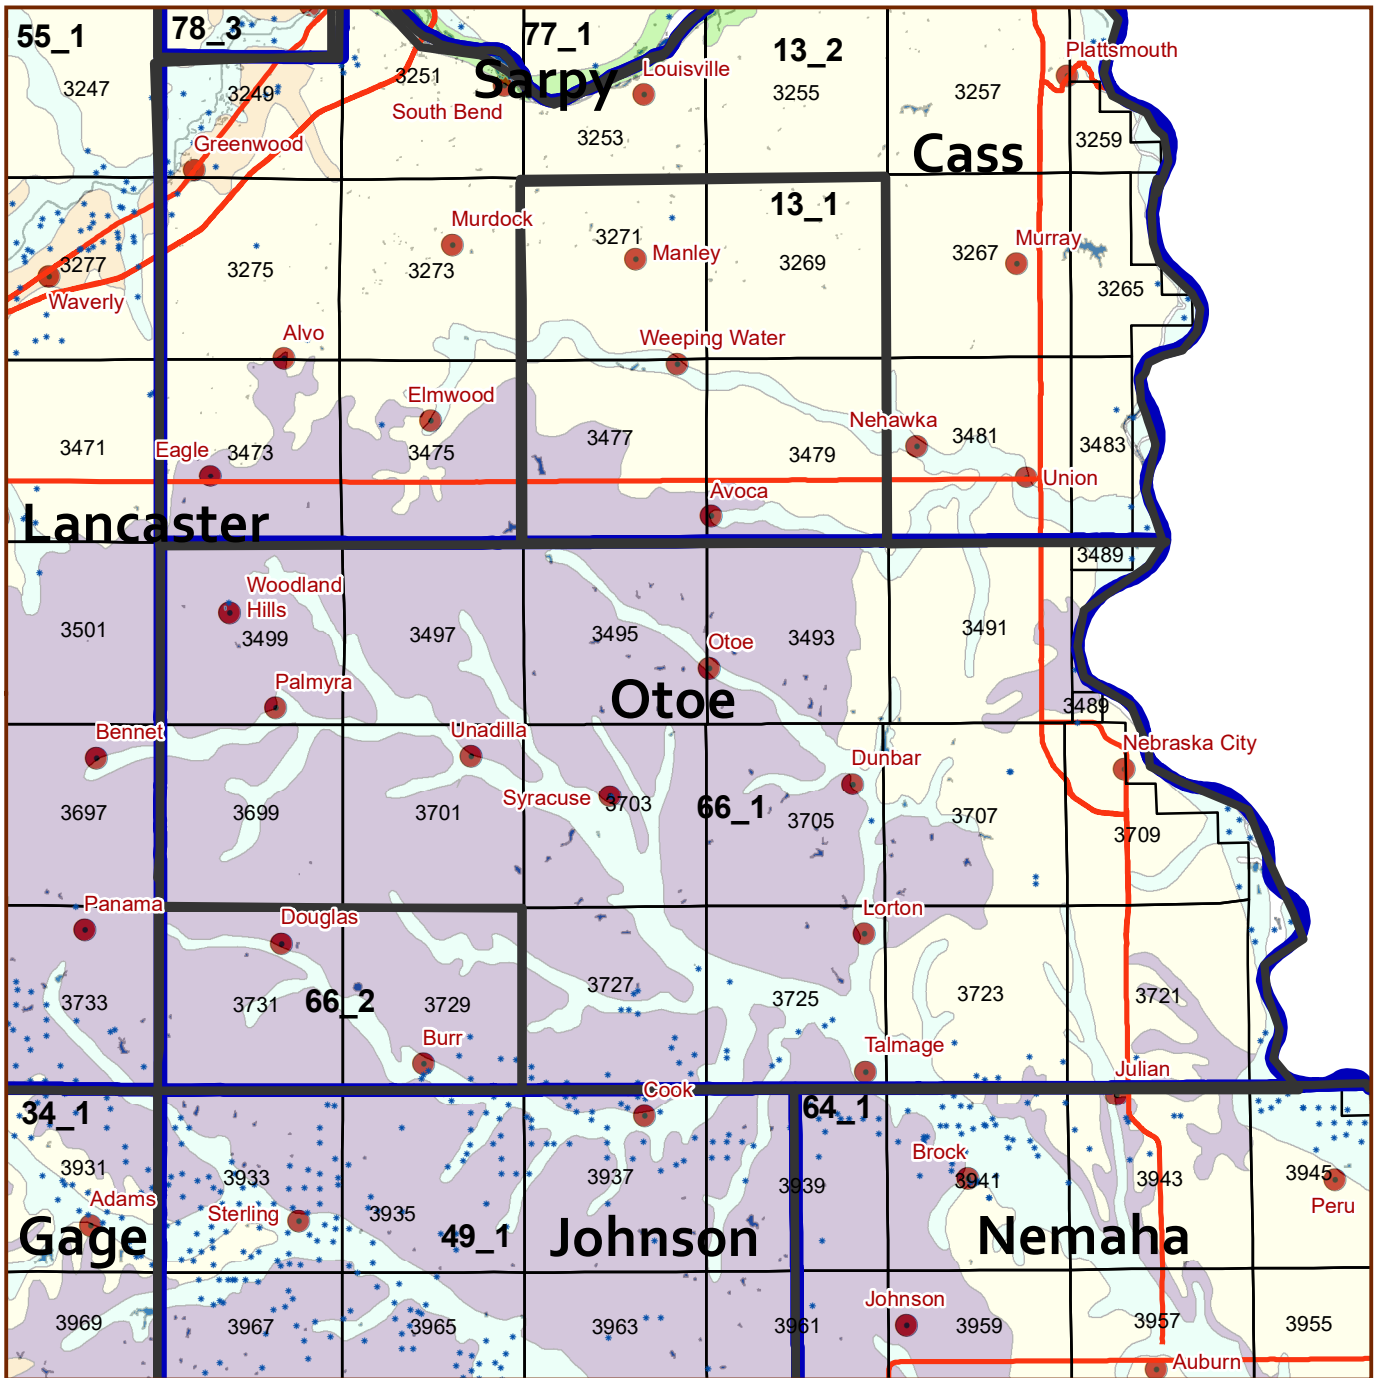 55_1
78_3
77_1
13_2
Plattsmouth
3247
3249
3251
Sarpy
Louisville
3255
3257
South Bend
3253
3259
Greenwood
Cass
13_1
Murdock
3271
Manley
3269
3267
Murray
3277
3275
3273
3265
Waverly
Alvo
Weeping Water
Elmwood
Nehawka
3471
Eagle
3473
3475
3477
3479
3481
3483
Avoca
Union
Lancaster
3489
Woodland
Hills
3501
3499
3497
3495
Otoe
3493
3491
Palmyra
Otoe
3489
Bennet
Unadilla
Dunbar
Nebraska City
3697
3699
3701
Syracuse
3703
66_1
3705
3707
3709
Panama
Douglas
Lorton
3733
3731
66_2
3729
3727
3725
3723
3721
Burr
Talmage
Julian
Cook
34_1
64_1
3931
3933
3937
3939
Brock
3941
3943
3945
Adams
Sterling
3935
Peru
Gage
49_1
Johnson
Nemaha
3969
3967
3965
3963
3961
Johnson
3959
3957
3955
Auburn